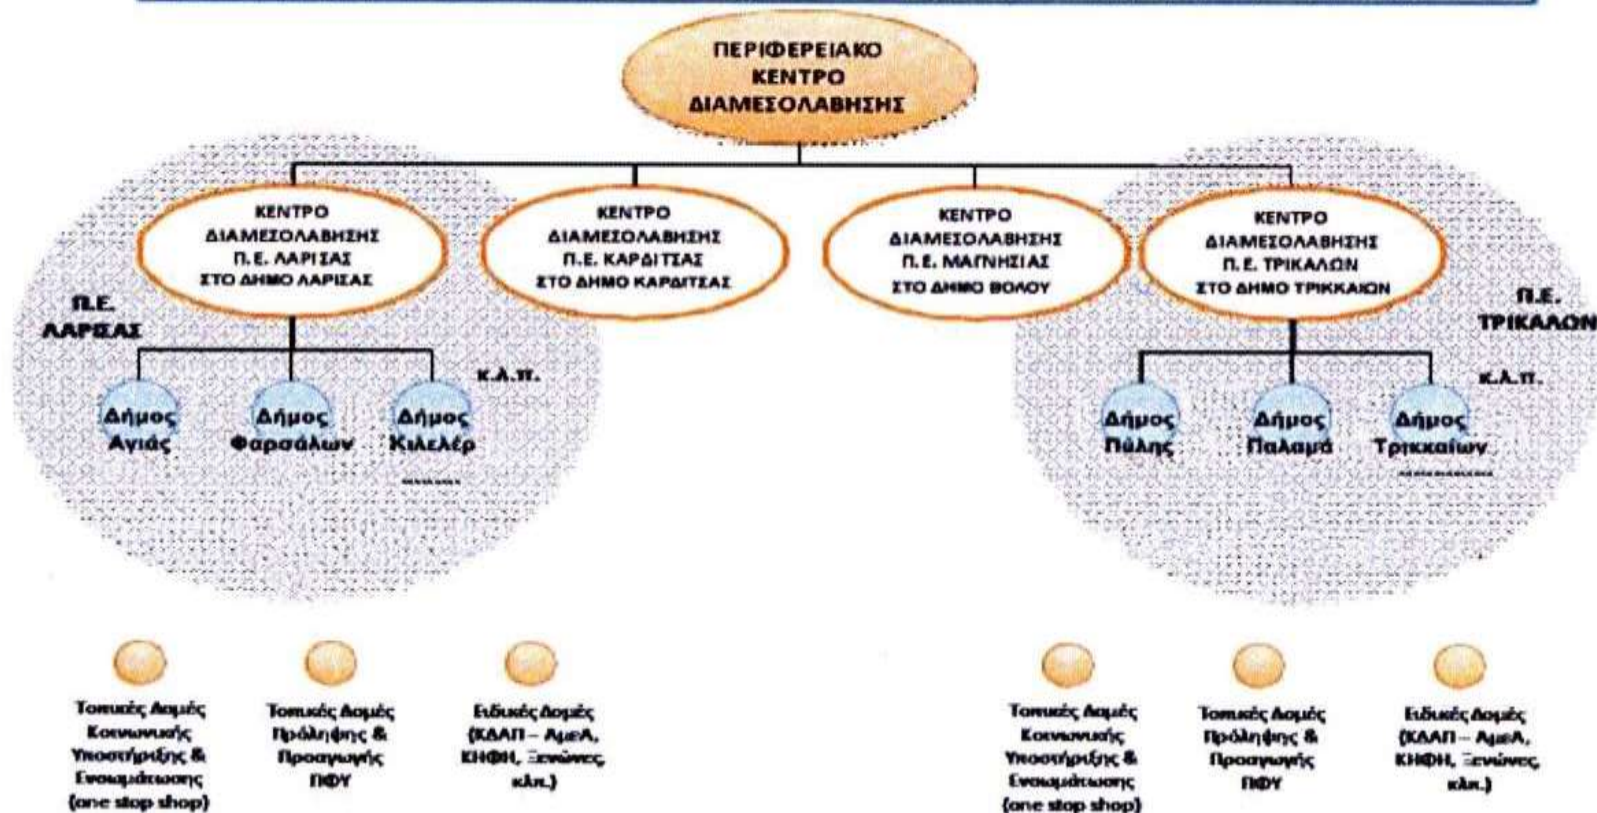 ΠΕΡΙΦΕΡΕΙΑΚΟ
ΚΕΝΤΡΟ
ΔΙΑΜΕΣΟΛΑΒΗΣΗΣ
ΚΕΝΤΡΟ
ΔΙΑΜΕΣΟΛΑΒΗΣΗΣ
Π.Ε. ΛΑΡΙΣΑΣ
ΣΤΟ ΔΗΜΟ ΛΑΡΙΣΑΣ
ΚΕΝΤΡΟ
ΔΙΑΜΕΣΟΛΑΒΗΣΗΣ
Π.Ε. ΚΑΡΔΙΤΣΑΣ
ΣΤΟ ΔΗΜΟ ΚΑΡΔΙΤΣΑΣ
ΚΕΝΤΡΟ
ΔΙΑΜΕΣΟΛΑΒΗΣΗΣ
Π.Ε. ΜΑΓΝΗΣΙΑΣ
ΣΤΟ ΔΗΜΟ ΒΟΛΟΥ
ΚΕΝΤΡΟ
ΔΙΑΜΕΣΟΛΑΒΗΣΗΣ
Π.Ε. ΤΡΙΚΑΛΩΝ
ΣΤΟ ΔΗΜΟ ΤΡΙΚΚΑΙΩΝ
Π.Ε.
ΛΑΡΙΣΑΣ
Π.Ε.
ΤΡΙΚΑΛΩΝ
Δήμος
Αγιάς
Δήμος
Φαρσάλων
Δήμος
Κιλελέρ
κ.λ.π.
Δήμος
Πύλης
Δήμος
Παλαμά
Δήμος
Τρικκαίων
κ.λ.π.
Τοπικές Δομές
Κοινωνικής
Υποστήριξης &
Ενσωμάτωσης
(one stop shop)
Τοπικές Δομές
Πρόληψης &
Προαγωγής
ΠΦΥ
Ειδικές Δομές
(ΚΔΑΠ – ΑμεΑ,
ΚΗΦΗ, Ξενώνες,
κλπ.)
Τοπικές Δομές
Κοινωνικής
Υποστήριξης &
Ενσωμάτωσης
(one stop shop)
Τοπικές Δομές
Πρόληψης &
Προαγωγής
ΠΦΥ
Ειδικές Δομές
(ΚΔΑΠ – ΑμεΑ,
ΚΗΦΗ, Ξενώνες,
κλπ.)